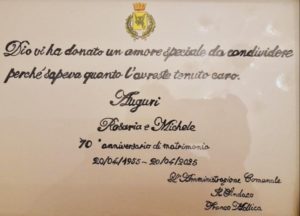 Dio vi ha donato un amore speciale da condividere
perché sapeva quanto l'avreste tenuto caro.
Auguri
Rosaria e Michele
70° anniversario di matrimonio
20/04/1955 - 20/04/2025
L'Amministrazione Comunale
Il Sindaco
Franco Mollica